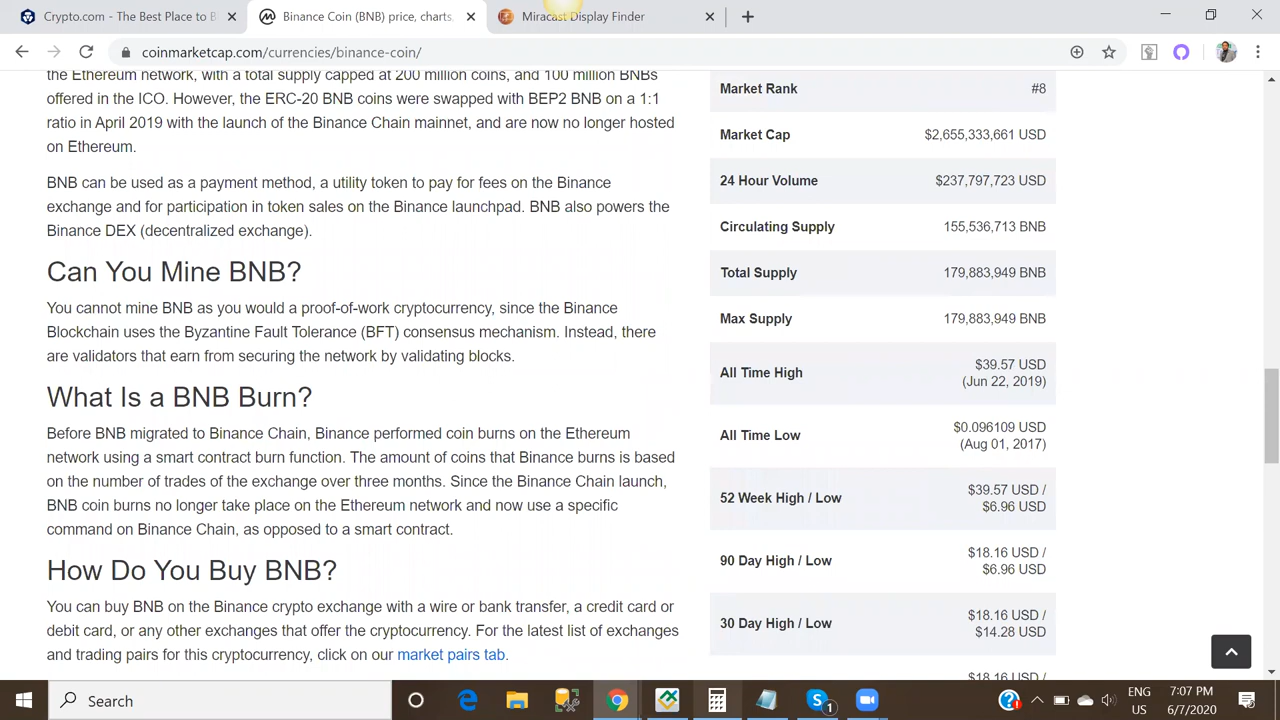 Crypto.com - The Best Place to B
Binance Coin (BNB) price, charts,
Miracast Display Finder
coinmarketcap.com/currencies/binance-coin/
the Ethereum network, with a total supply capped at 200 million coins, and 100 million BNBs
offered in the ICO. However, the ERC-20 BNB coins were swapped with BEP2 BNB on a 1:1
ratio in April 2019 with the launch of the Binance Chain mainnet, and are now no longer hosted
on Ethereum.
BNB can be used as a payment method, a utility token to pay for fees on the Binance
exchange and for participation in token sales on the Binance launchpad. BNB also powers the
Binance DEX (decentralized exchange).
Can You Mine BNB?
You cannot mine BNB as you would a proof-of-work cryptocurrency, since the Binance
Blockchain uses the Byzantine Fault Tolerance (BFT) consensus mechanism. Instead, there
are validators that earn from securing the network by validating blocks.
What Is a BNB Burn?
Before BNB migrated to Binance Chain, Binance performed coin burns on the Ethereum
network using a smart contract burn function. The amount of coins that Binance burns is based
on the number of trades of the exchange over three months. Since the Binance Chain launch,
BNB coin burns no longer take place on the Ethereum network and now use a specific
command on Binance Chain, as opposed to a smart contract.
How Do You Buy BNB?
You can buy BNB on the Binance crypto exchange with a wire or bank transfer, a credit card or
debit card, or any other exchanges that offer the cryptocurrency. For the latest list of exchanges
and trading pairs for this cryptocurrency, click on our market pairs tab.
Market Rank #8
Market Cap $2,655,333,661 USD
24 Hour Volume $237,797,723 USD
Circulating Supply 155,536,713 BNB
Total Supply 179,883,949 BNB
Max Supply 179,883,949 BNB
All Time High $39.57 USD
(Jun 22, 2019)
All Time Low $0.096109 USD
(Aug 01, 2017)
52 Week High / Low $39.57 USD /
$6.96 USD
90 Day High / Low $18.16 USD /
$6.96 USD
30 Day High / Low $18.16 USD /
$14.28 USD
$18.16 USD /
Search
1
ENG
US
7:07 PM
6/7/2020